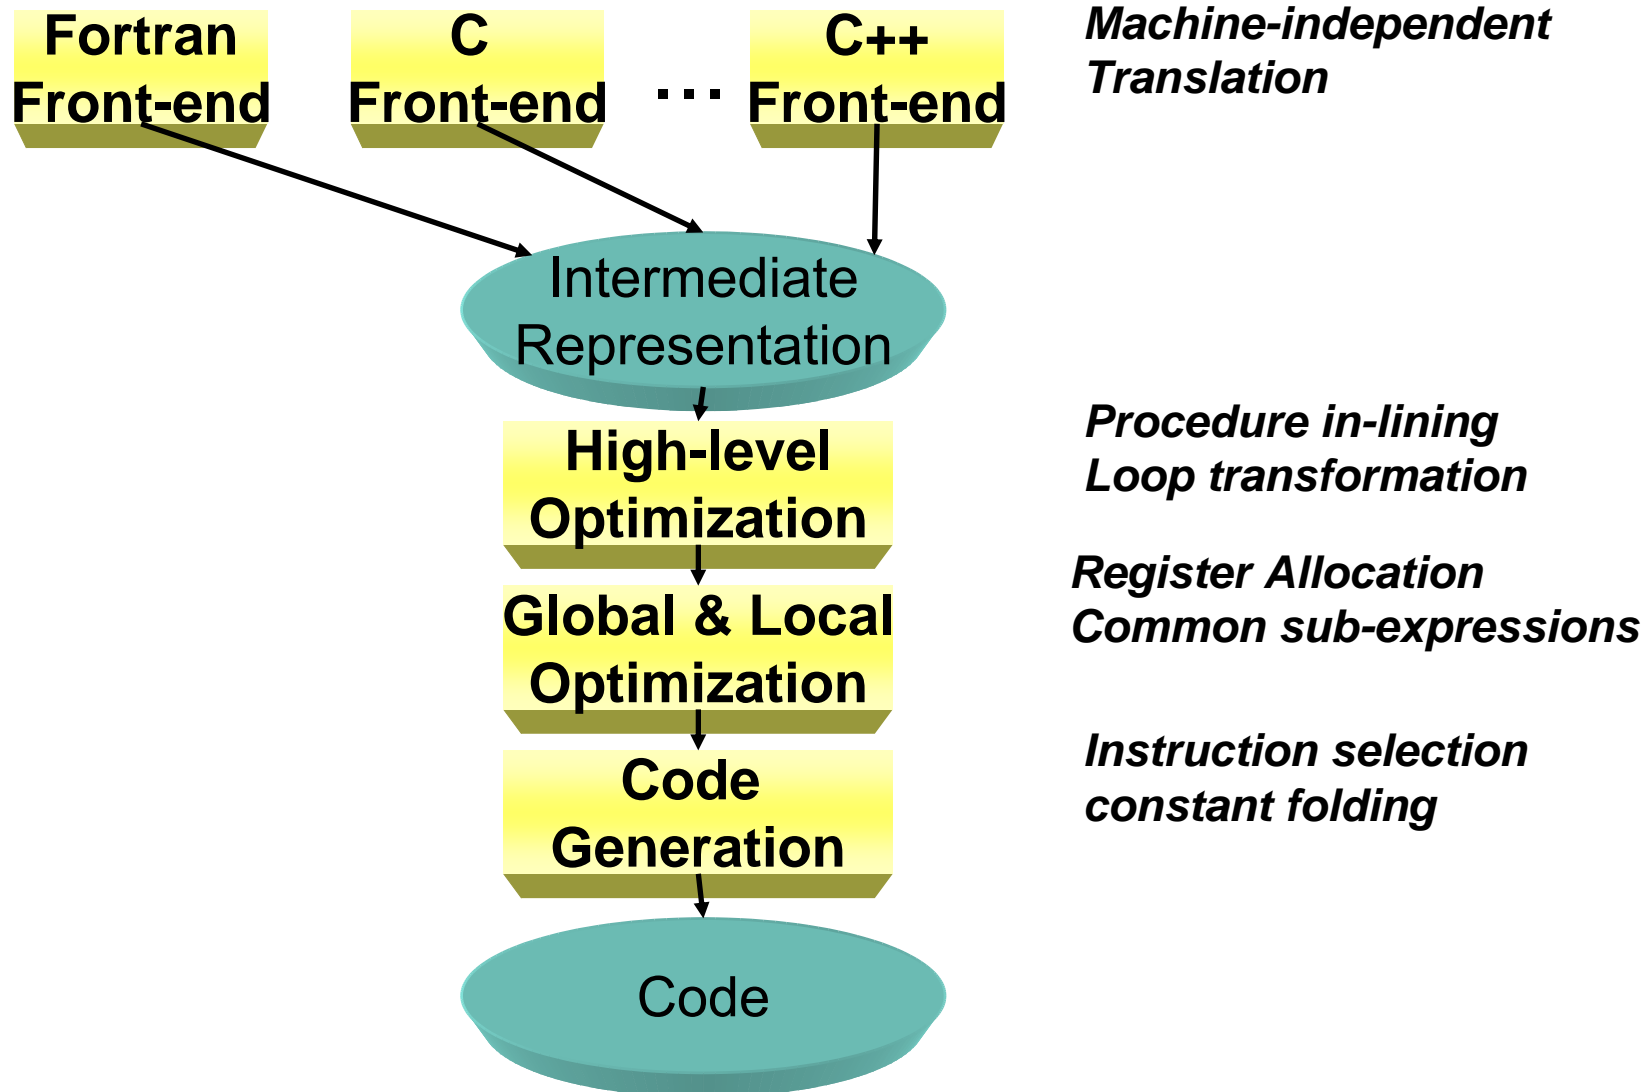 Fortran
Front-end
C
Front-end
...
C++
Front-end
Machine-independent
Translation
Intermediate
Representation
High-level
Optimization
Procedure in-lining
Loop transformation
Global & Local
Optimization
Register Allocation
Common sub-expressions
Code
Generation
Instruction selection
constant folding
Code